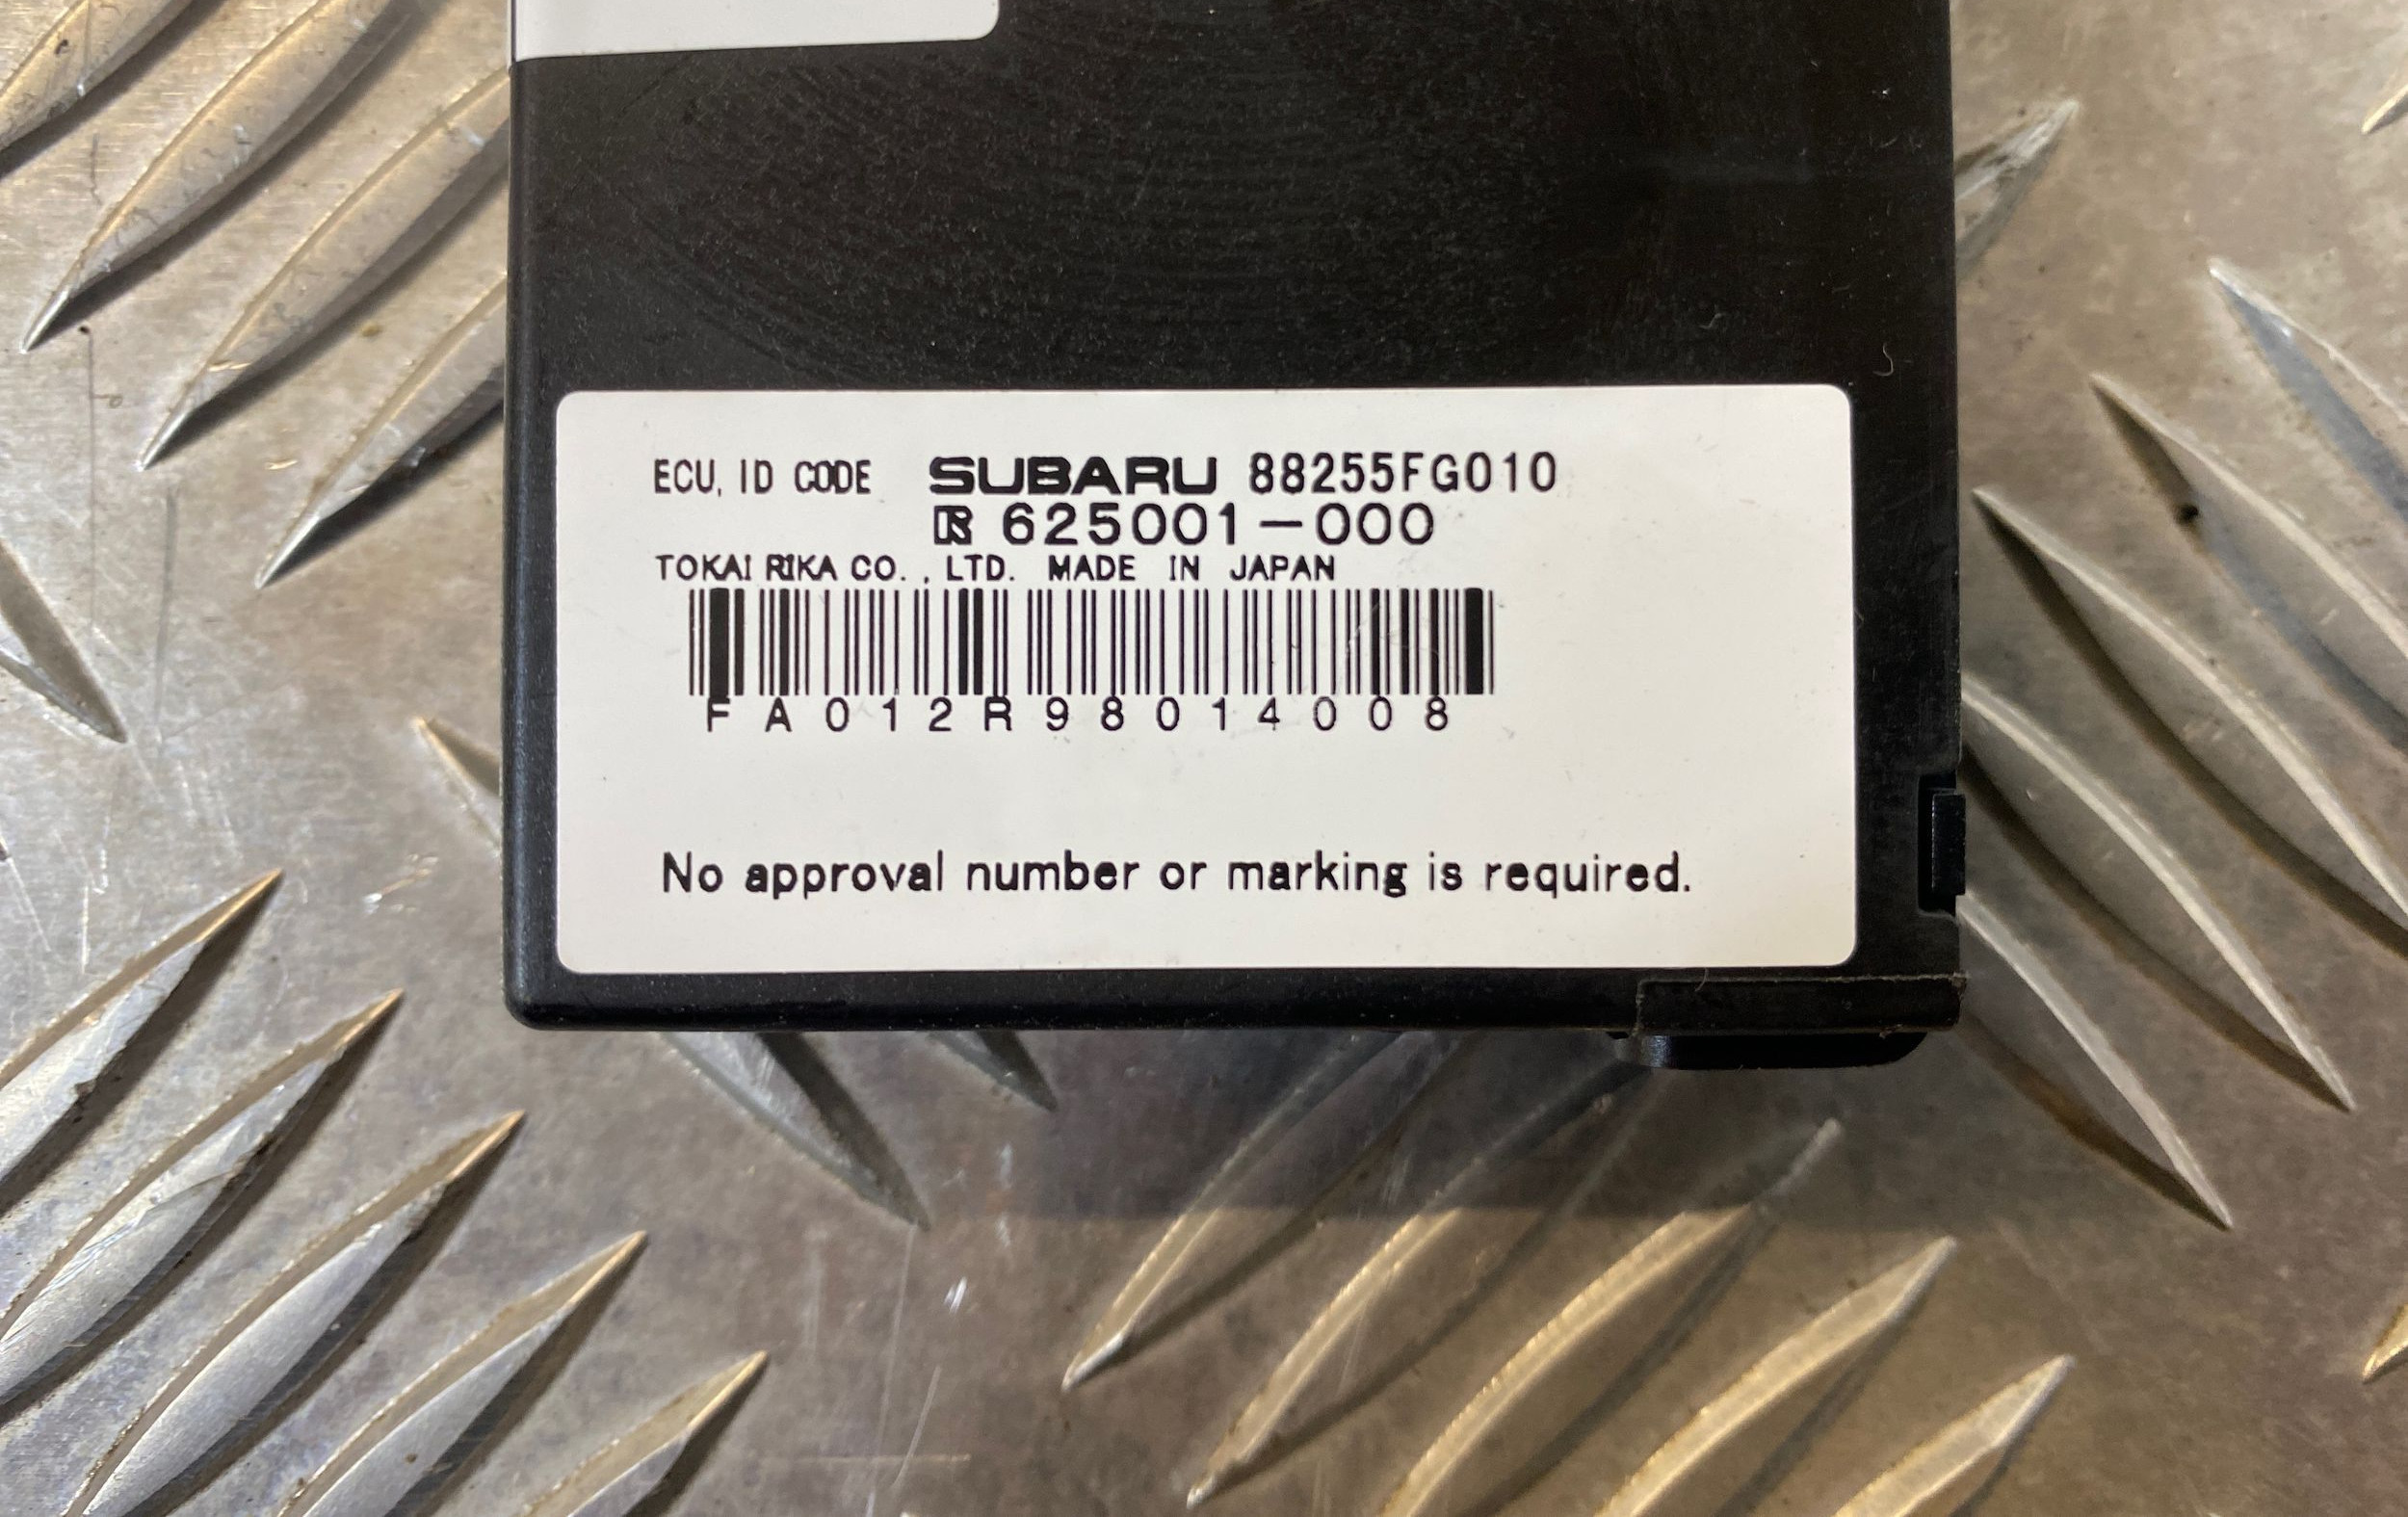 ECU, ID CODE SUBARU 88255FG010
R 625001-000
TOKAI RIKA CO., LTD. MADE IN JAPAN
FA012R98014008
No approval number or marking is required.